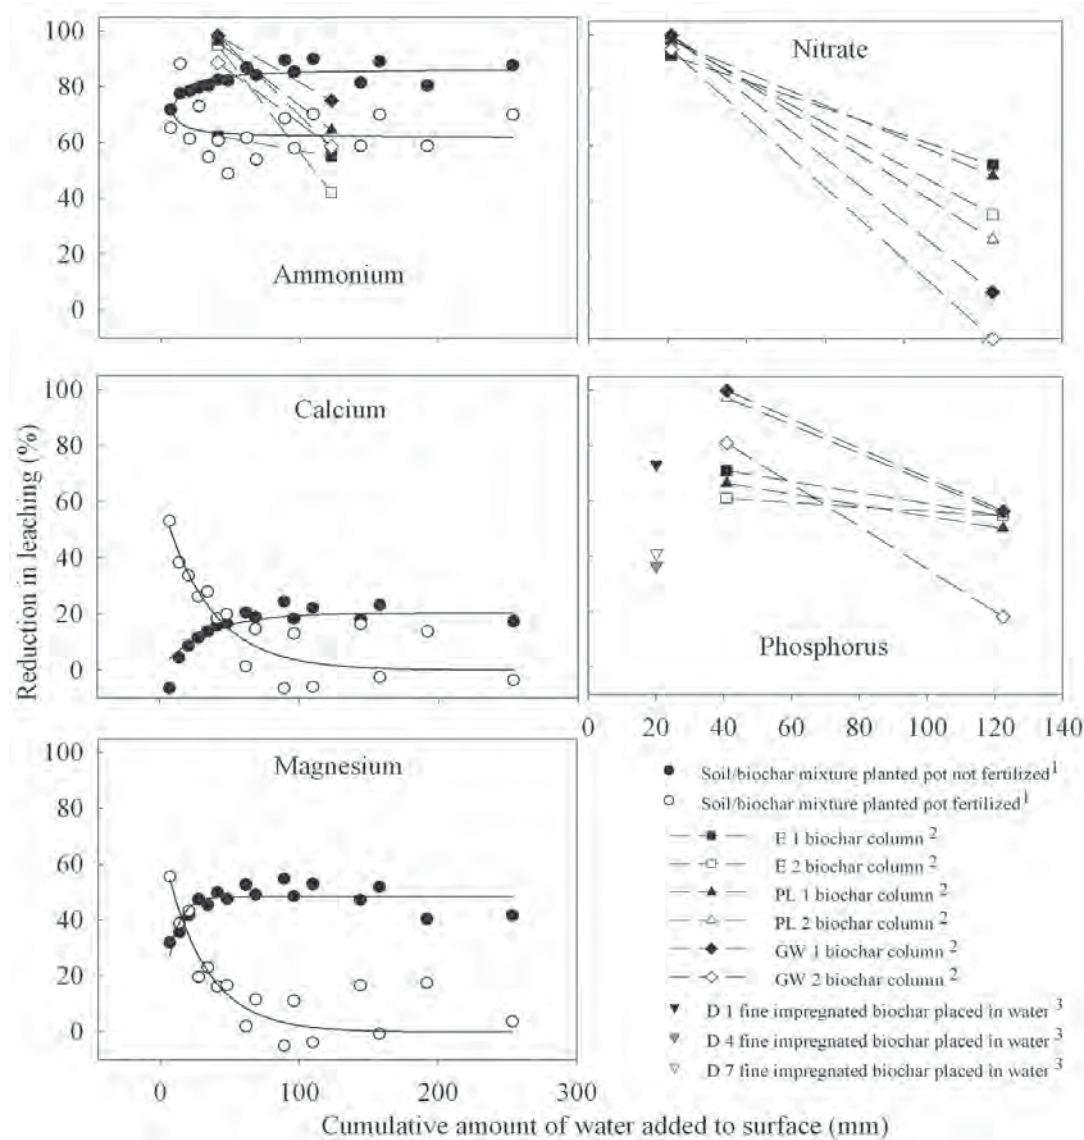 100
80
60
40
20
0
Ammonium
Nitrate
100
80
60
40
20
0
Calcium
Reduction in leaching (%)
Phosphorus
0 20 40 60 80 100 120 140
100
80
60
40
20
0
Magnesium
0 100 200 300
Cumulative amount of water added to surface (mm)
Soil/biochar mixture planted pot not fertilized1
Soil/biochar mixture planted pot fertilized1
E 1 biochar column 2
E 2 biochar column 2
PL 1 biochar column 2
PL 2 biochar column 2
GW 1 biochar column 2
GW 2 biochar column 2
D 1 fine impregnated biochar placed in water 3
D 4 fine impregnated biochar placed in water 3
D 7 fine impregnated biochar placed in water 3